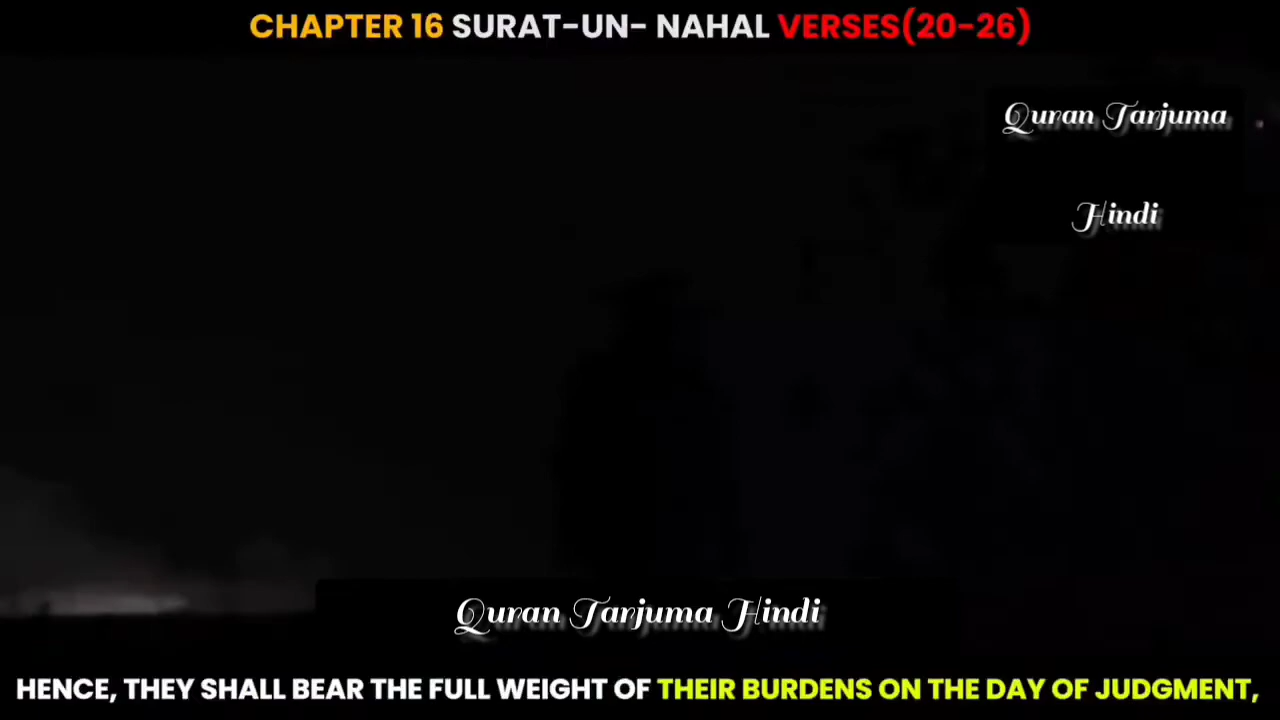 CHAPTER 16 SURAT-UN- NAHAL VERSES(20-26)
Quran Tarjuma
Hindi
Quran Tarjuma Hindi
HENCE, THEY SHALL BEAR THE FULL WEIGHT OF THEIR BURDENS ON THE DAY OF JUDGMENT,